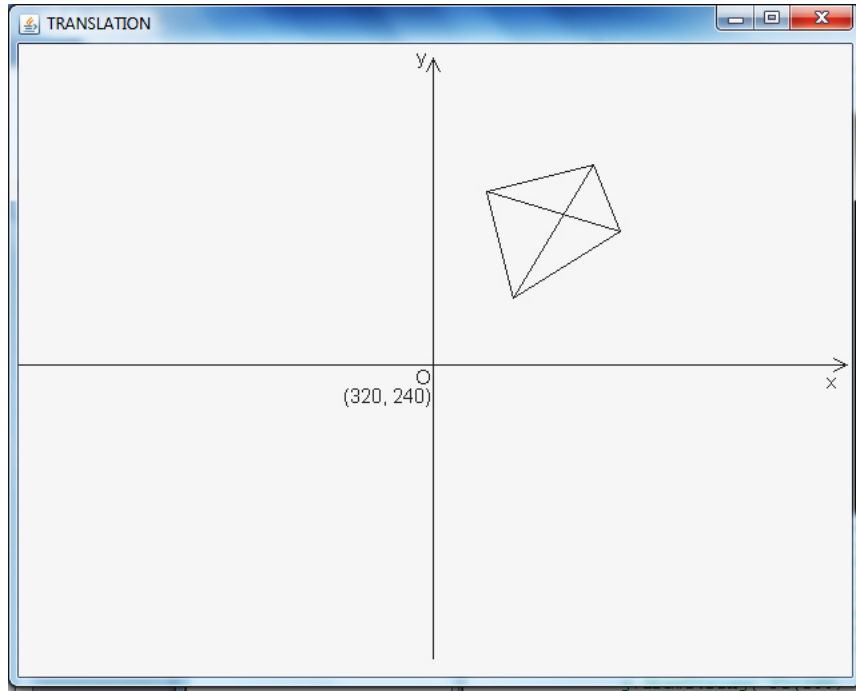 TRANSLATION
y
O
x
(320, 240)